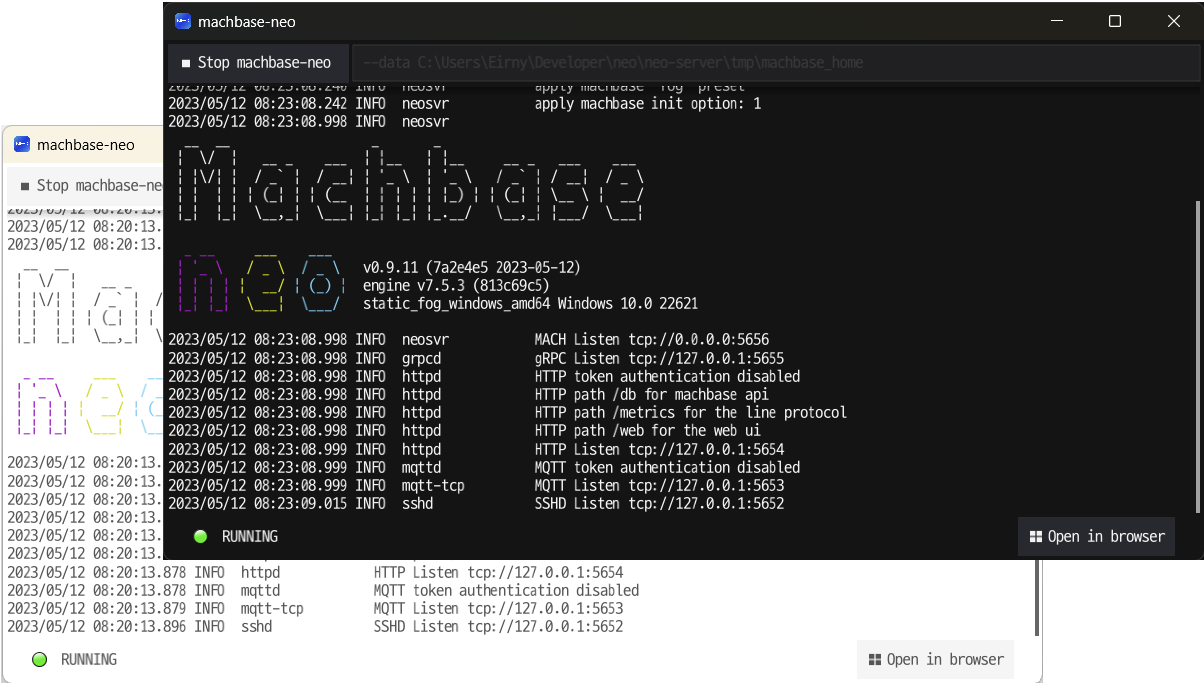 machbase-neo
Stop machbase-neo
--data C:\Users\Eirny\Developer\neo\neo-server\tmp\machbase_home
2023/05/12 08:23:08.240 INFO neosvr apply machbase 'fog' preset
2023/05/12 08:23:08.242 INFO neosvr apply machbase init option: 1
2023/05/12 08:23:08.998 INFO neosvr
Machbase
neo
v0.9.11 (7a2e4e5 2023-05-12)
engine v7.5.3 (813c69c5)
static_fog_windows_amd64 Windows 10.0 22621
2023/05/12 08:23:08.998 INFO neosvr MACH Listen tcp://0.0.0.0:5656
2023/05/12 08:23:08.998 INFO grpcd gRPC Listen tcp://127.0.0.1:5655
2023/05/12 08:23:08.998 INFO httpd HTTP token authentication disabled
2023/05/12 08:23:08.998 INFO httpd HTTP path /db for machbase api
2023/05/12 08:23:08.998 INFO httpd HTTP path /metrics for the line protocol
2023/05/12 08:23:08.998 INFO httpd HTTP path /web for the web ui
2023/05/12 08:23:08.999 INFO httpd HTTP Listen tcp://127.0.0.1:5654
2023/05/12 08:23:08.999 INFO mqttd MQTT token authentication disabled
2023/05/12 08:23:08.999 INFO mqtt-tcp MQTT Listen tcp://127.0.0.1:5653
2023/05/12 08:23:09.015 INFO sshd SSHD Listen tcp://127.0.0.1:5652
RUNNING
Open in browser
machbase-neo
Stop machbase-neo
2023/05/12 08:20:13.
2023/05/12 08:20:13.
2023/05/12 08:20:13.
Mac
neo
2023/05/12 08:20:13.
2023/05/12 08:20:13.
2023/05/12 08:20:13.
2023/05/12 08:20:13.
2023/05/12 08:20:13.
2023/05/12 08:20:13.
2023/05/12 08:20:13.878 INFO httpd HTTP Listen tcp://127.0.0.1:5654
2023/05/12 08:20:13.878 INFO mqttd MQTT token authentication disabled
2023/05/12 08:20:13.879 INFO mqtt-tcp MQTT Listen tcp://127.0.0.1:5653
2023/05/12 08:20:13.896 INFO sshd SSHD Listen tcp://127.0.0.1:5652
RUNNING
Open in browser